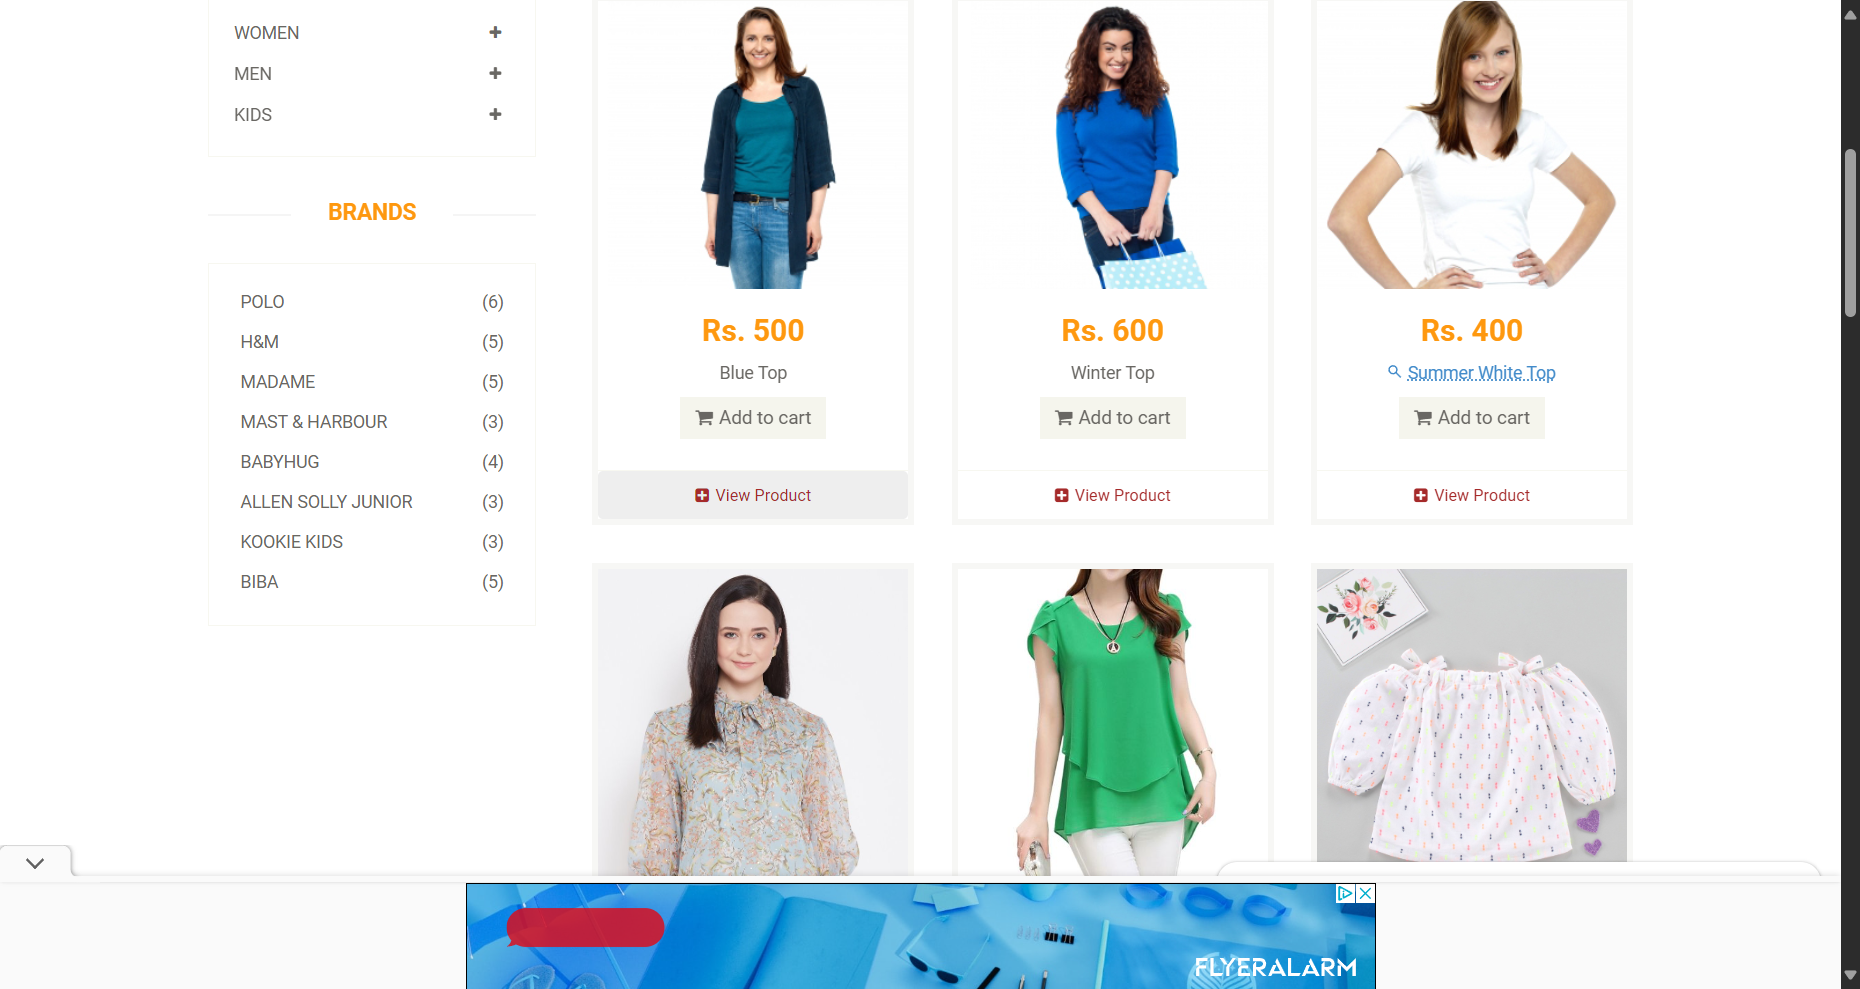 WOMEN
MEN
KIDS
BRANDS
POLO (6)
H&M (5)
MADAME (5)
MAST & HARBOUR (3)
BABYHUG (4)
ALLEN SOLLY JUNIOR (3)
KOOKIE KIDS (3)
BIBA (5)
Rs. 500
Blue Top
Add to cart
View Product
Rs. 600
Winter Top
Add to cart
View Product
Rs. 400
Summer White Top
Add to cart
View Product
FLYERALARM